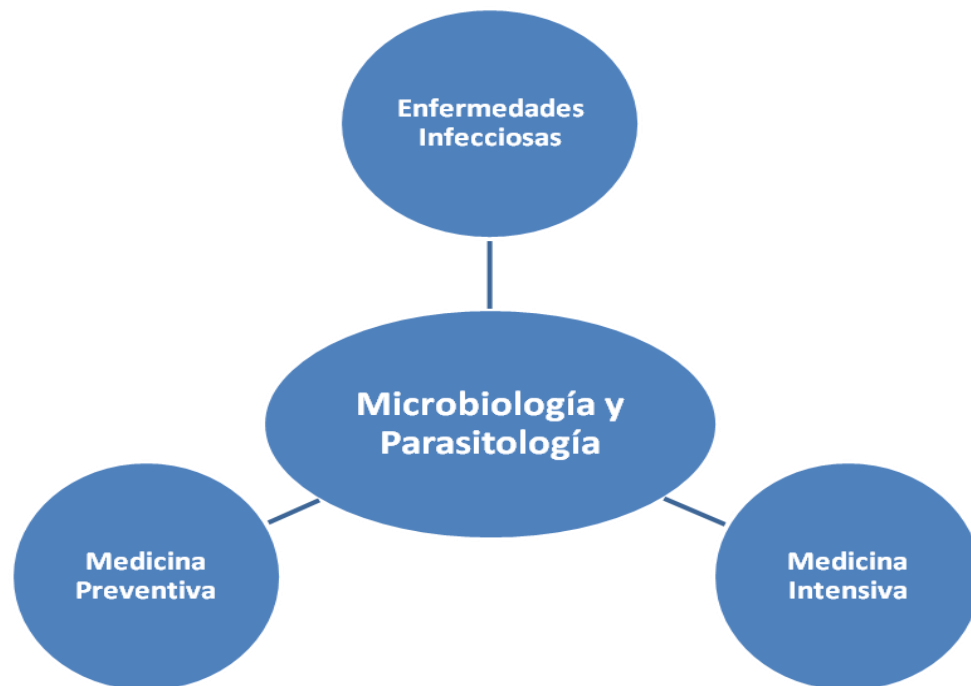 Enfermedades
Infecciosas
Microbiología y
Parasitología
Medicina
Preventiva
Medicina
Intensiva